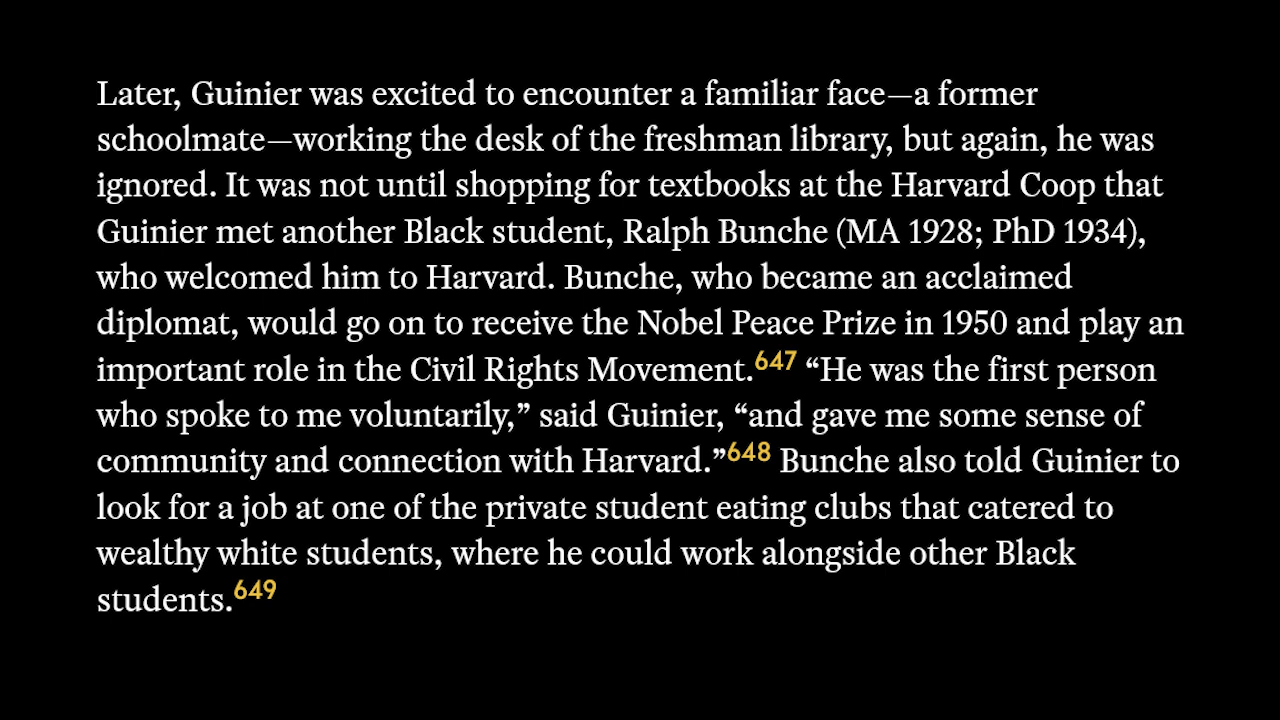 Later, Guinier was excited to encounter a familiar face—a former
schoolmate—working the desk of the freshman library, but again, he was
ignored. It was not until shopping for textbooks at the Harvard Coop that
Guinier met another Black student, Ralph Bunche (MA 1928; PhD 1934),
who welcomed him to Harvard. Bunche, who became an acclaimed
diplomat, would go on to receive the Nobel Peace Prize in 1950 and play an
important role in the Civil Rights Movement.647 “He was the first person
who spoke to me voluntarily,” said Guinier, “and gave me some sense of
community and connection with Harvard.”648 Bunche also told Guinier to
look for a job at one of the private student eating clubs that catered to
wealthy white students, where he could work alongside other Black
students.649